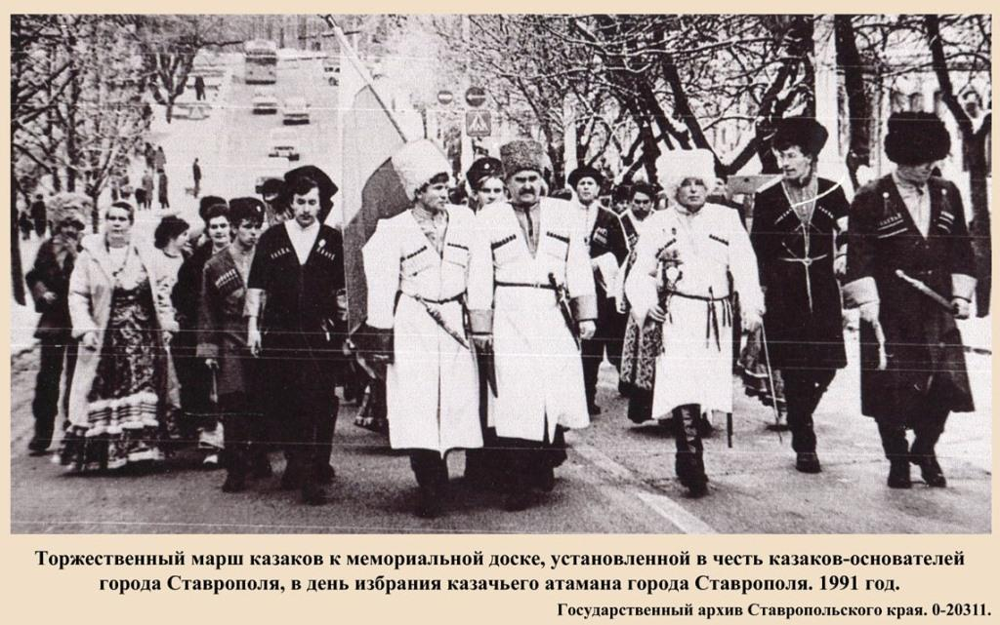 Торжественный марш казаков к мемориальной доске, установленной в честь казаков-основателей
города Ставрополя, в день избрания казачьего атамана города Ставрополя. 1991 год.
Государственный архив Ставропольского края. 0-20311.